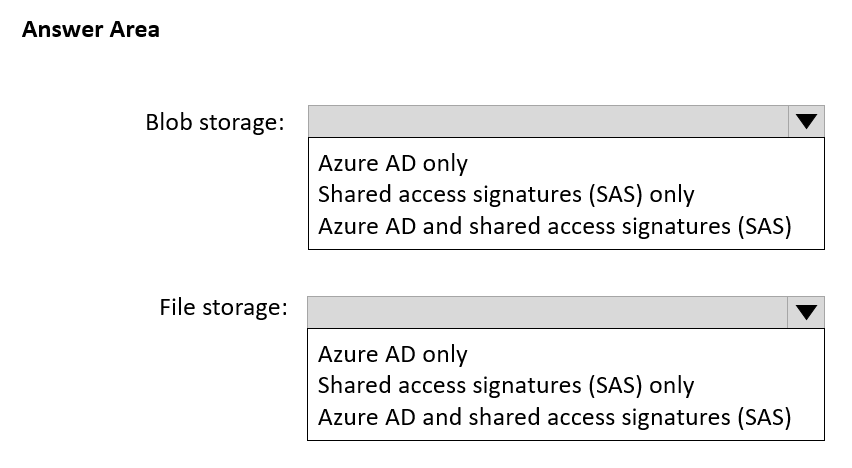 Answer Area
Blob storage:
Azure AD only
Shared access signatures (SAS) only
Azure AD and shared access signatures (SAS)
File storage:
Azure AD only
Shared access signatures (SAS) only
Azure AD and shared access signatures (SAS)